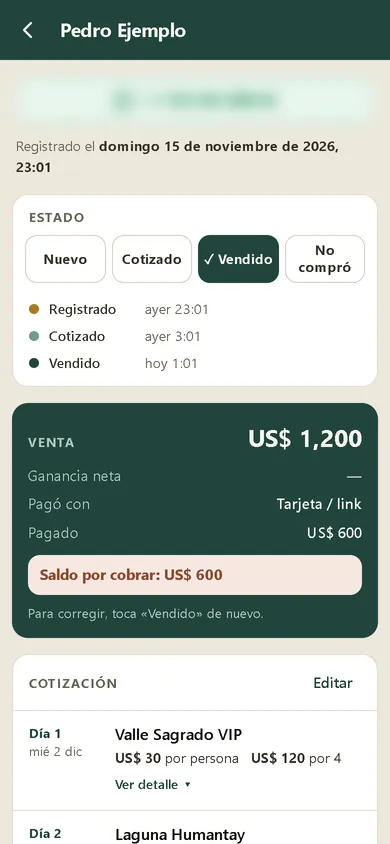 Pedro Ejemplo
Registrado el domingo 15 de noviembre de 2026,
23:01
ESTADO
Nuevo
Cotizado
✓ Vendido
No
compró
Registrado ayer 23:01
Cotizado ayer 3:01
Vendido hoy 1:01
VENTA US$ 1,200
Ganancia neta —
Pagó con Tarjeta / link
Pagado US$ 600
Saldo por cobrar: US$ 600
Para corregir, toca «Vendido» de nuevo.
COTIZACIÓN Editar
Día 1 Valle Sagrado VIP
mié 2 dic US$ 30 por persona US$ 120 por 4
Ver detalle ▾
Día 2 Laguna Humantay